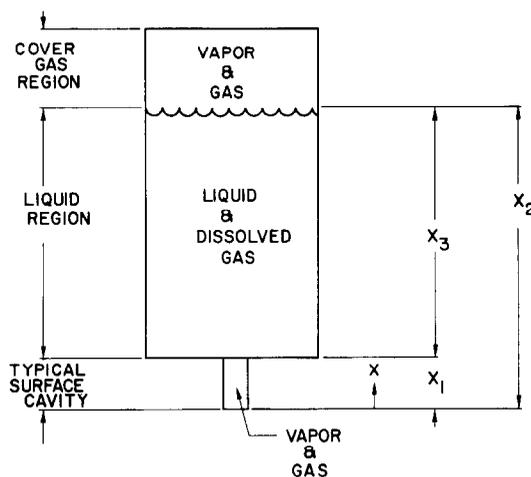 COVER
GAS
REGION
VAPOR
&
GAS
LIQUID
REGION
LIQUID
&
DISSOLVED
GAS
X3
X2
TYPICAL
SURFACE
CAVITY
X
X1
VAPOR
&
GAS